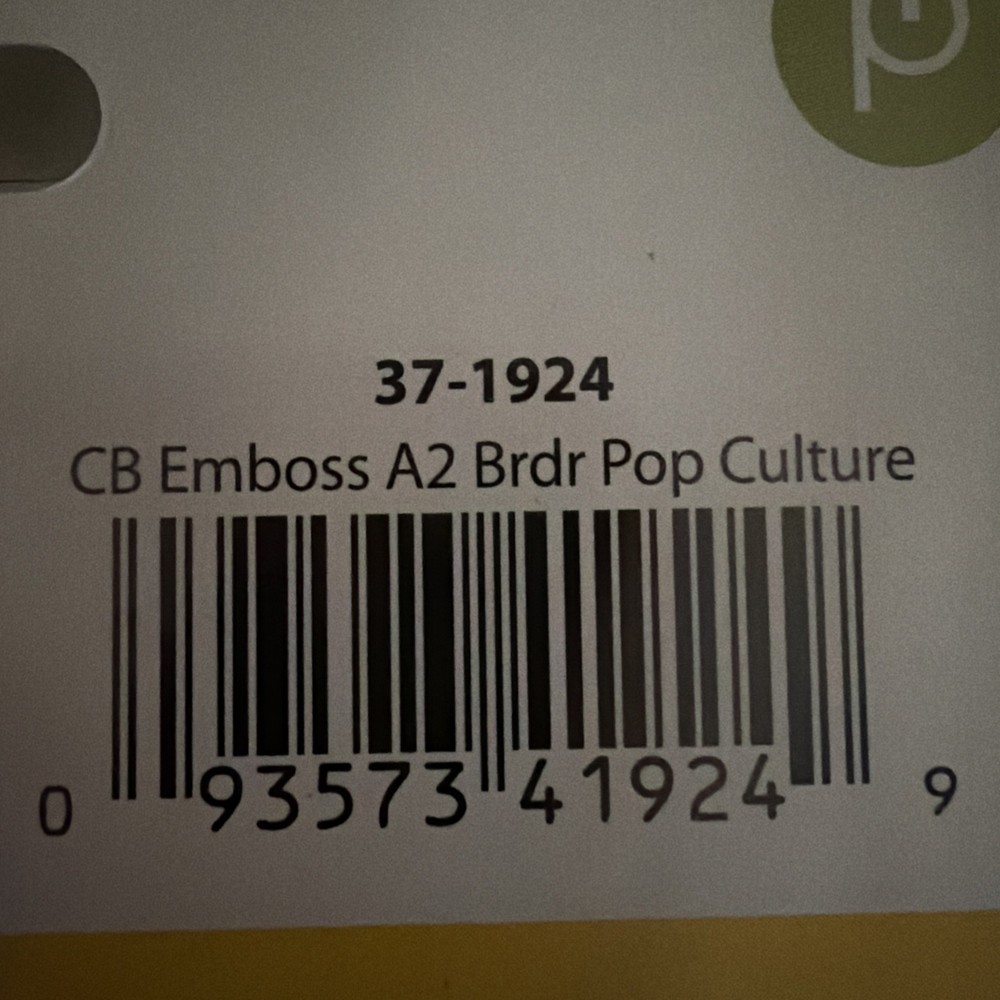 37-1924
CB Emboss A2 Brdr Pop Culture
0 93573 41924 9